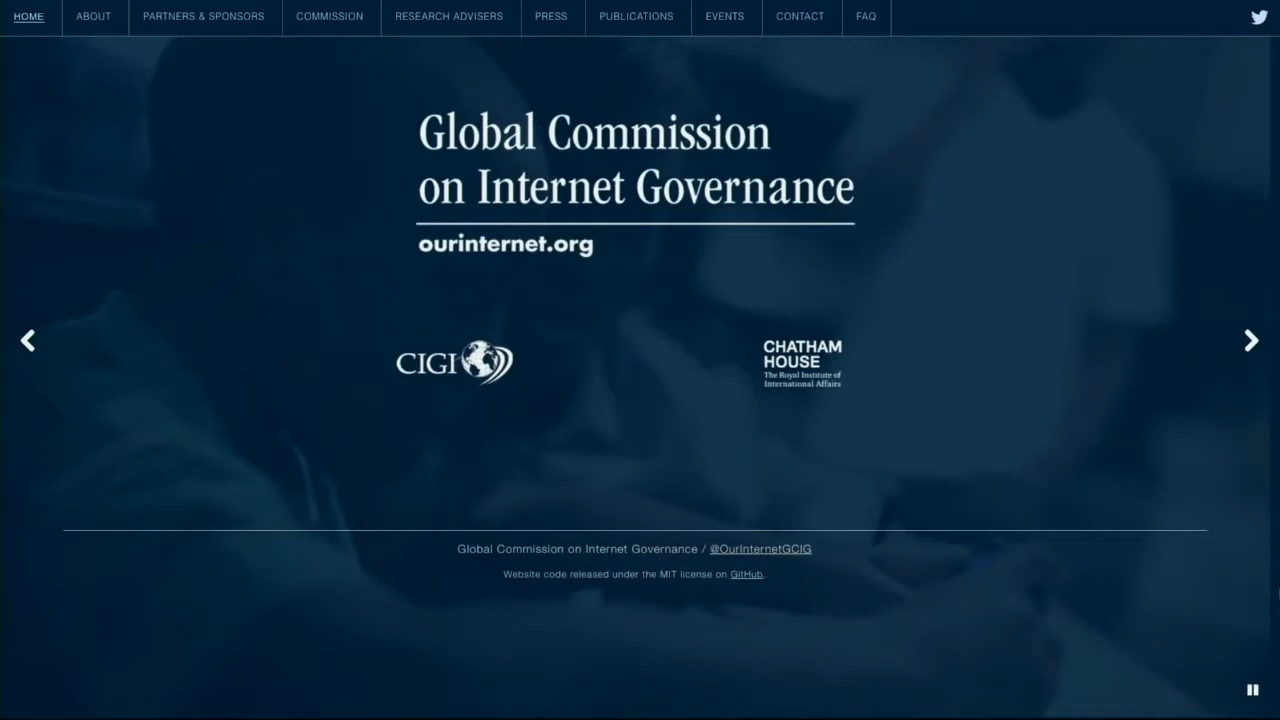 HOME ABOUT PARTNERS & SPONSORS COMMISSION RESEARCH ADVISERS PRESS PUBLICATIONS EVENTS CONTACT FAQ
Global Commission
on Internet Governance
ourinternet.org
CIGI
CHATHAM
HOUSE
The Royal Institute of
International Affairs
Global Commission on Internet Governance / @OurInternetGCIG
Website code released under the MIT license on GitHub.